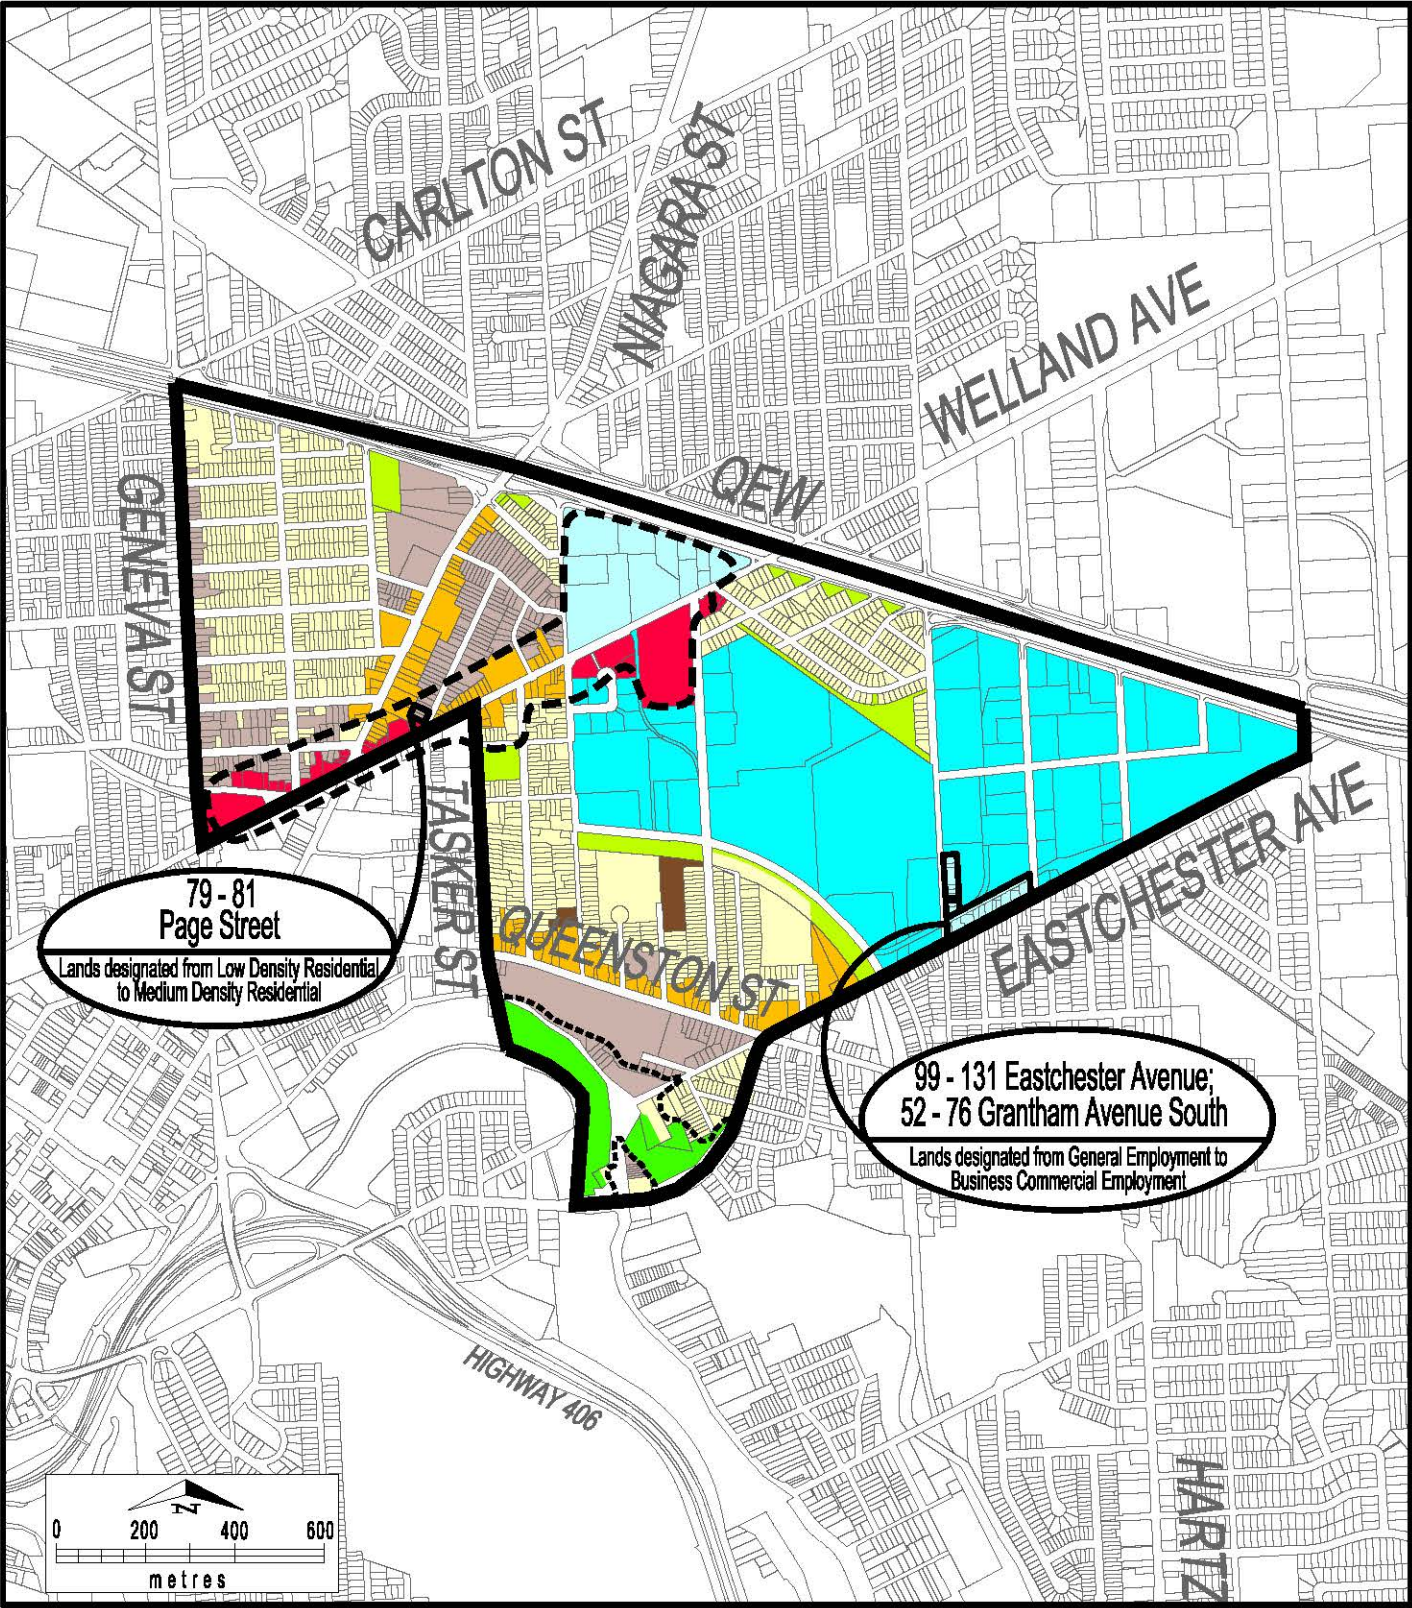 CARLTON ST
NIAGARA ST
WELLAND AVE
QEW
GENEVA ST
TASKER ST
EASTCHESTER AVE
79 - 81
Page Street
Lands designated from Low Density Residential
to Medium Density Residential
QUEENSTON ST
99 - 131 Eastchester Avenue;
52 - 76 Grantham Avenue South
Lands designated from General Employment to
Business Commercial Employment
HIGHWAY 406
HARTZ
N
0 200 400 600
metres